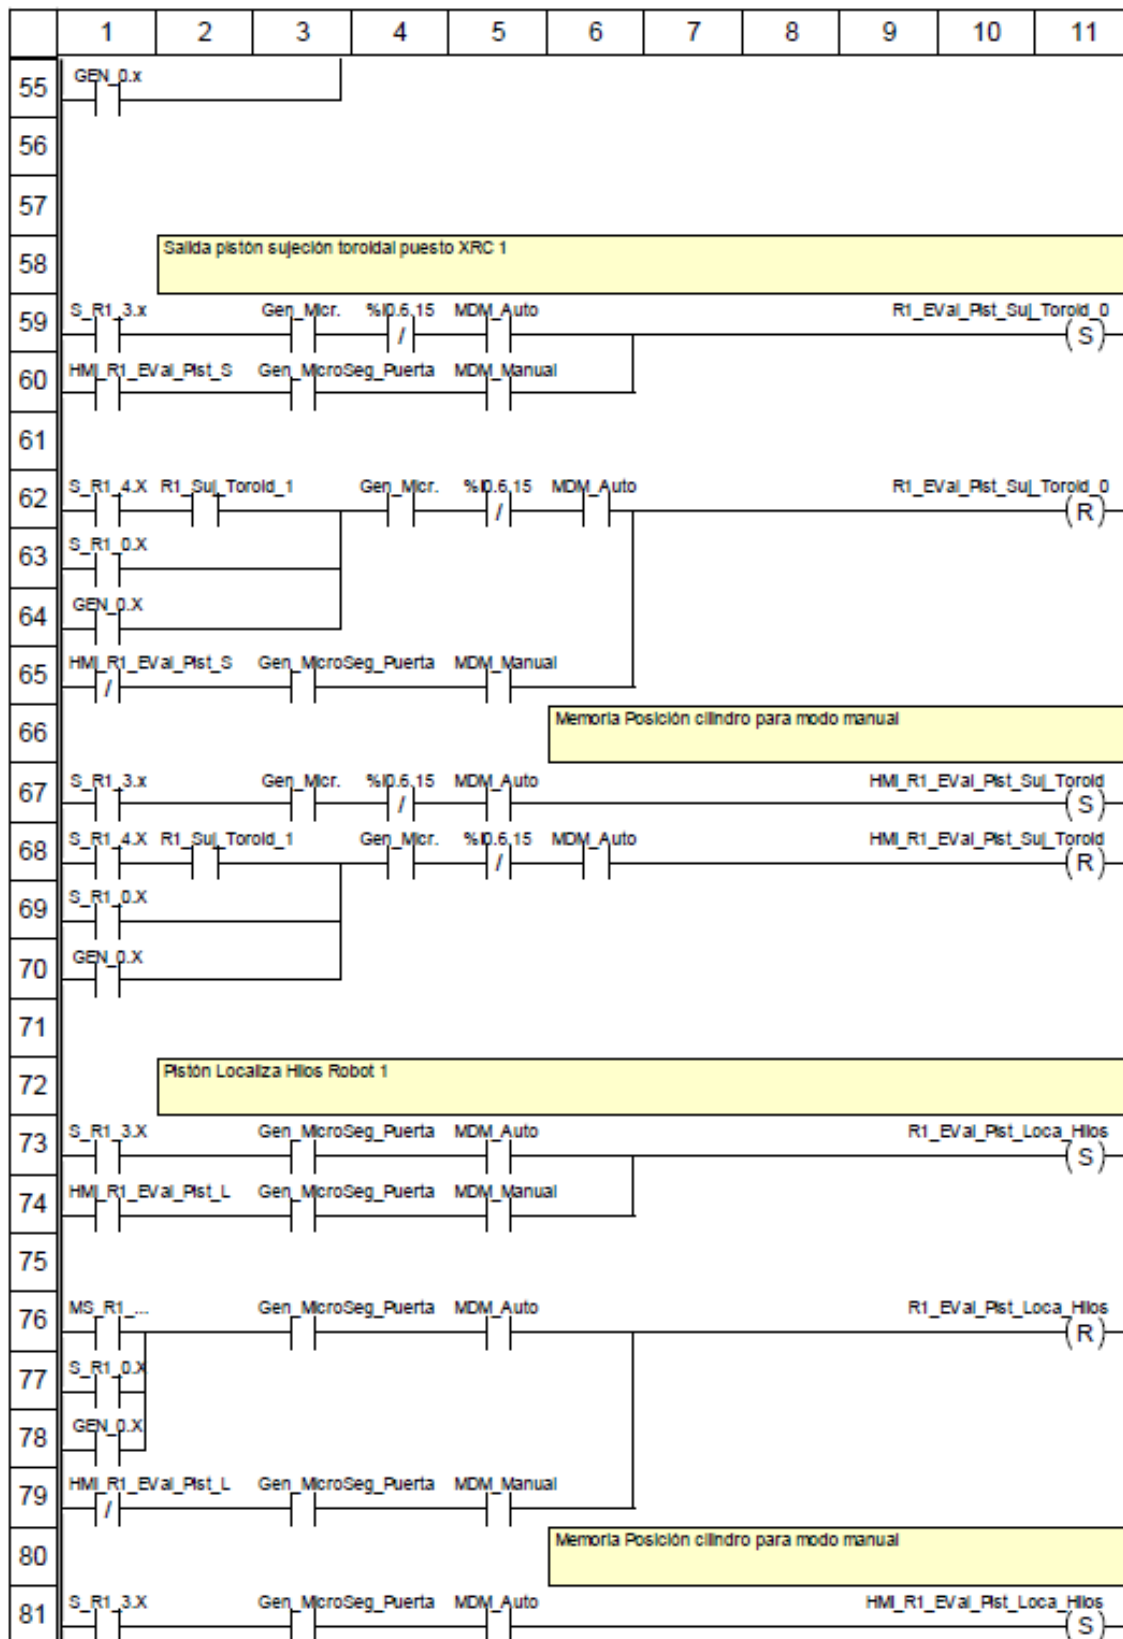 1 2 3 4 5 6 7 8 9 10 11
55 GEN_0.x
56
57
58 Salida pistón sujeción toroidal puesto XRC 1
59 S_R1_3.x Gen_Micr. %I0.6.15 MDM_Auto R1_EVal_Pist_Suj_Toroid_0
/ S
60 HMI_R1_EVal_Pist_S Gen_MicroSeg_Puerta MDM_Manual
61
62 S_R1_4.X R1_Suj_Toroid_1 Gen_Micr. %I0.6.15 MDM_Auto R1_EVal_Pist_Suj_Toroid_0
/ R
63 S_R1_0.X
64 GEN_0.X
65 HMI_R1_EVal_Pist_S Gen_MicroSeg_Puerta MDM_Manual
/
66 Memoria Posición cilindro para modo manual
67 S_R1_3.x Gen_Micr. %I0.6.15 MDM_Auto HMI_R1_EVal_Pist_Suj_Toroid
/ S
68 S_R1_4.X R1_Suj_Toroid_1 Gen_Micr. %I0.6.15 MDM_Auto HMI_R1_EVal_Pist_Suj_Toroid
/ R
69 S_R1_0.X
70 GEN_0.X
71
72 Pistón Localiza Hilos Robot 1
73 S_R1_3.X Gen_MicroSeg_Puerta MDM_Auto R1_EVal_Pist_Loca_Hilos
S
74 HMI_R1_EVal_Pist_L Gen_MicroSeg_Puerta MDM_Manual
75
76 MS_R1_... Gen_MicroSeg_Puerta MDM_Auto R1_EVal_Pist_Loca_Hilos
R
77 S_R1_0.X
78 GEN_0.X
79 HMI_R1_EVal_Pist_L Gen_MicroSeg_Puerta MDM_Manual
/
80 Memoria Posición cilindro para modo manual
81 S_R1_3.X Gen_MicroSeg_Puerta MDM_Auto HMI_R1_EVal_Pist_Loca_Hilos
S